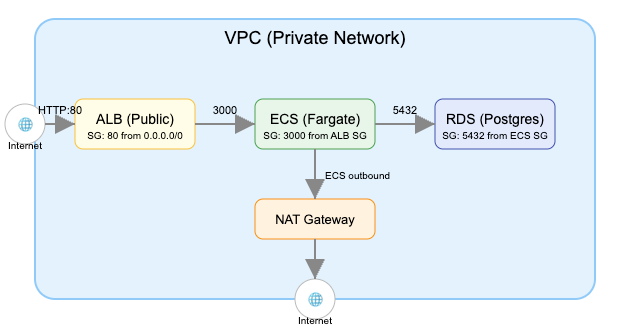 VPC (Private Network)
HTTP:80
Internet
ALB (Public)
SG: 80 from 0.0.0.0/0
3000
ECS (Fargate)
SG: 3000 from ALB SG
5432
RDS (Postgres)
SG: 5432 from ECS SG
ECS outbound
NAT Gateway
Internet